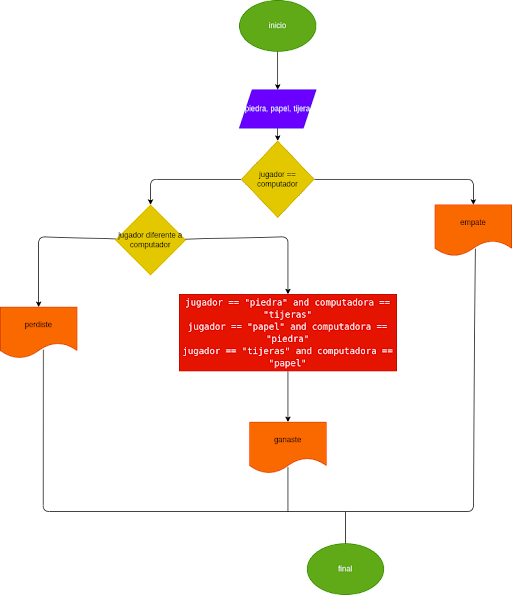 inicio
piedra, papel, tijera
jugador ==
computador
empate
jugador diferente a
computador
jugador == "piedra" and computadora ==
"tijeras"
jugador == "papel" and computadora ==
"piedra"
jugador == "tijeras" and computadora ==
"papel"
perdiste
ganaste
final